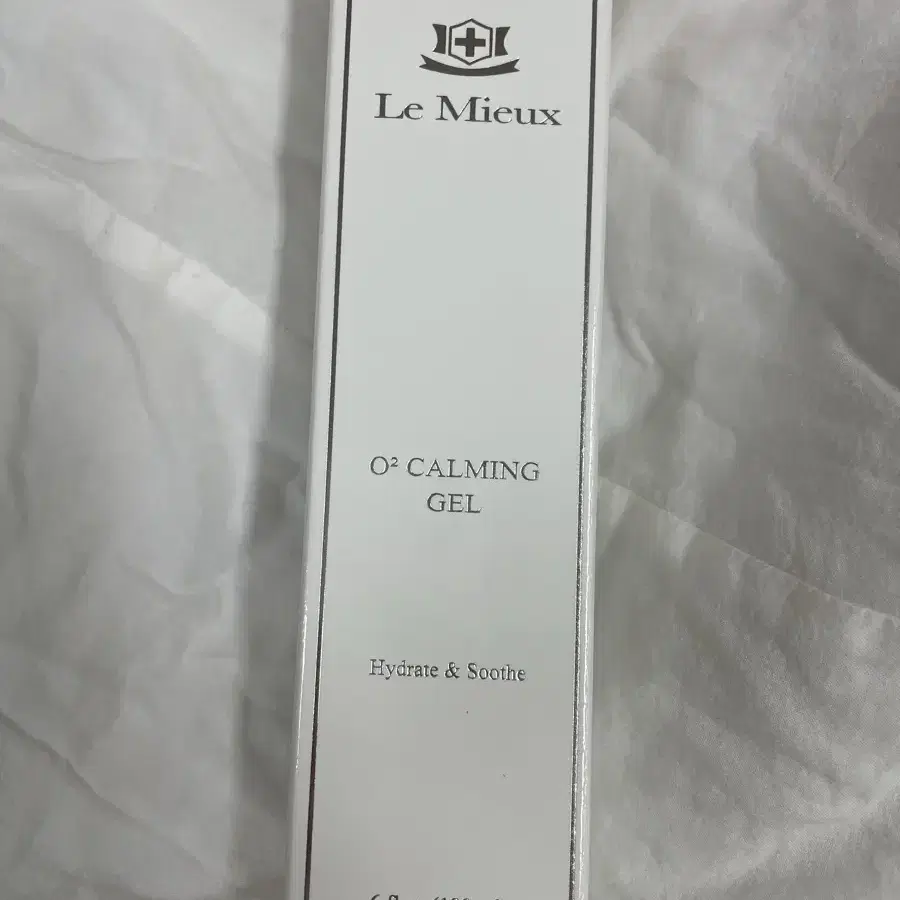 Le Mieux
O² CALMING
GEL
Hydrate & Soothe